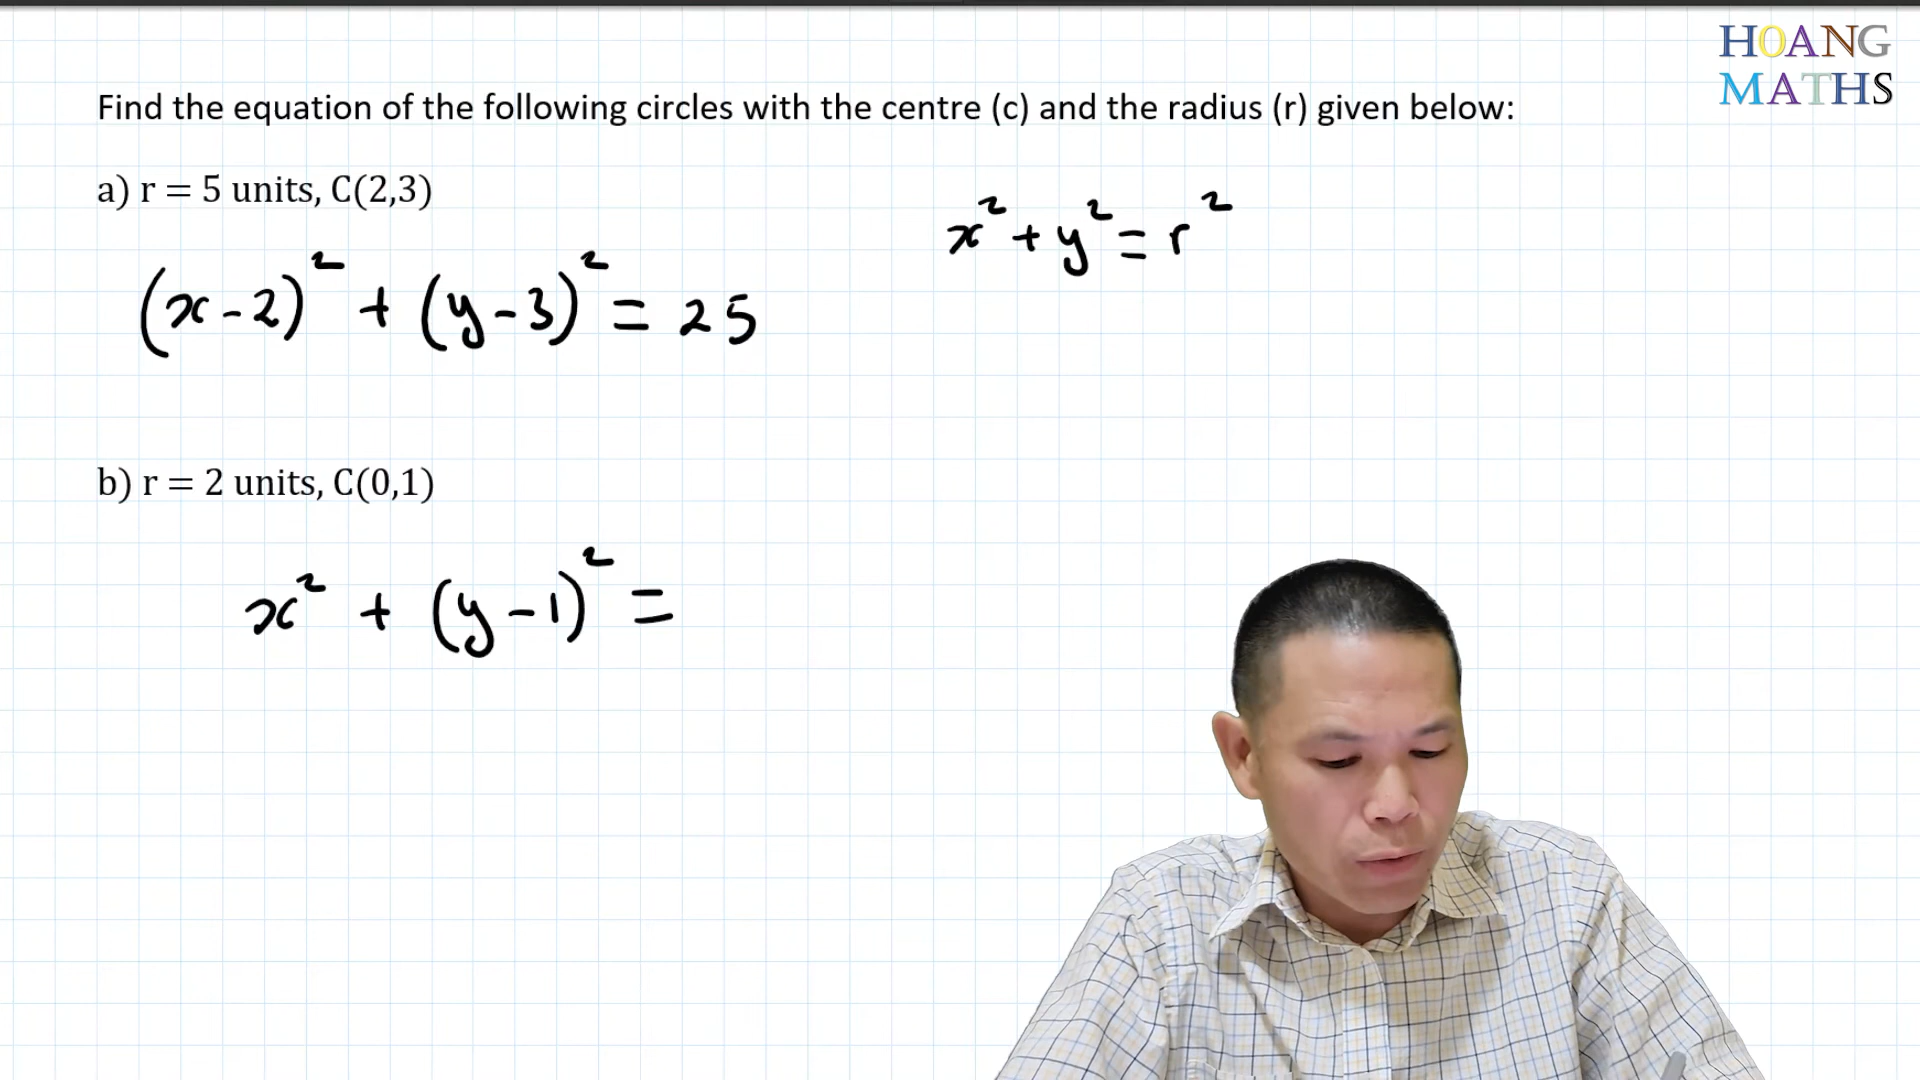 HOANG
MATHS
Find the equation of the following circles with the centre (c) and the radius (r) given below:
a) r = 5 units, C(2,3)
x² + y² = r²
(x - 2)² + (y - 3)² = 25
b) r = 2 units, C(0,1)
x² + (y - 1)² =